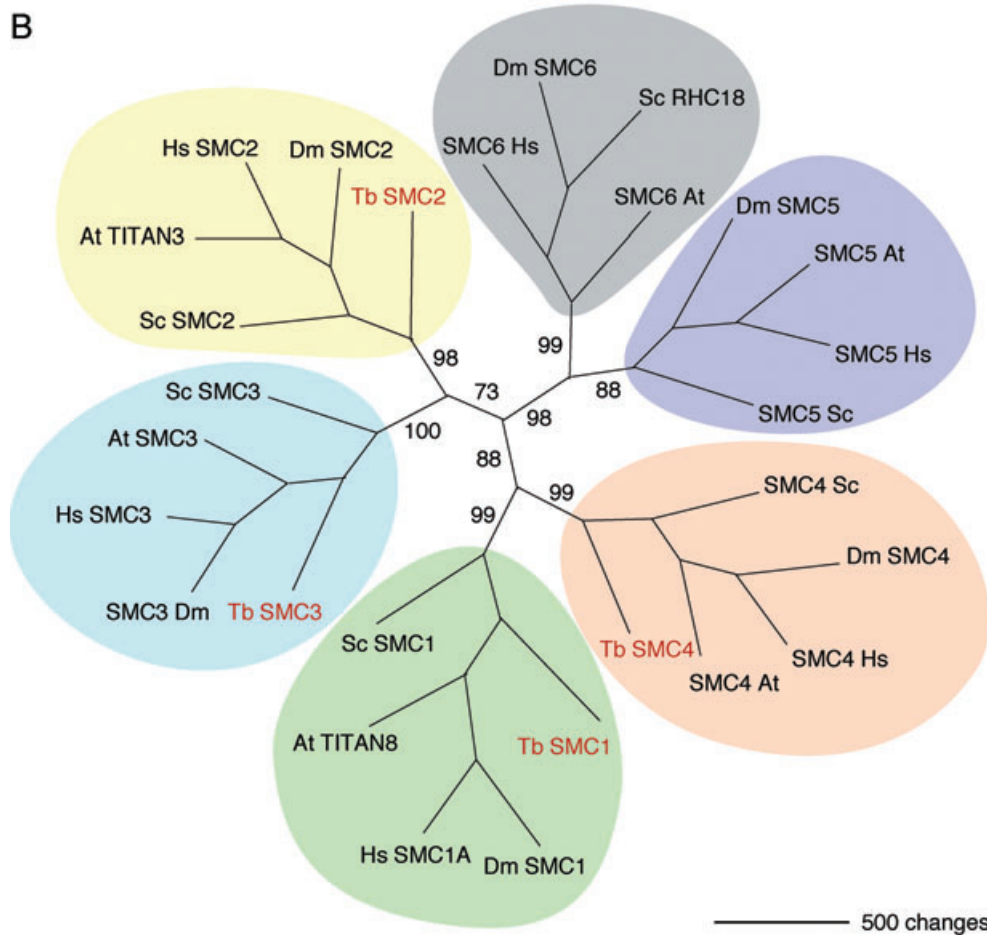 B
Dm SMC6
Sc RHC18
SMC6 Hs
SMC6 At
Hs SMC2
Dm SMC2
Tb SMC2
At TITAN3
Sc SMC2
Dm SMC5
SMC5 At
SMC5 Hs
SMC5 Sc
98
99
73
98
88
100
88
99
99
Sc SMC3
At SMC3
Hs SMC3
SMC3 Dm
Tb SMC3
SMC4 Sc
Dm SMC4
Tb SMC4
SMC4 Hs
SMC4 At
Sc SMC1
At TITAN8
Tb SMC1
Hs SMC1A
Dm SMC1
500 changes